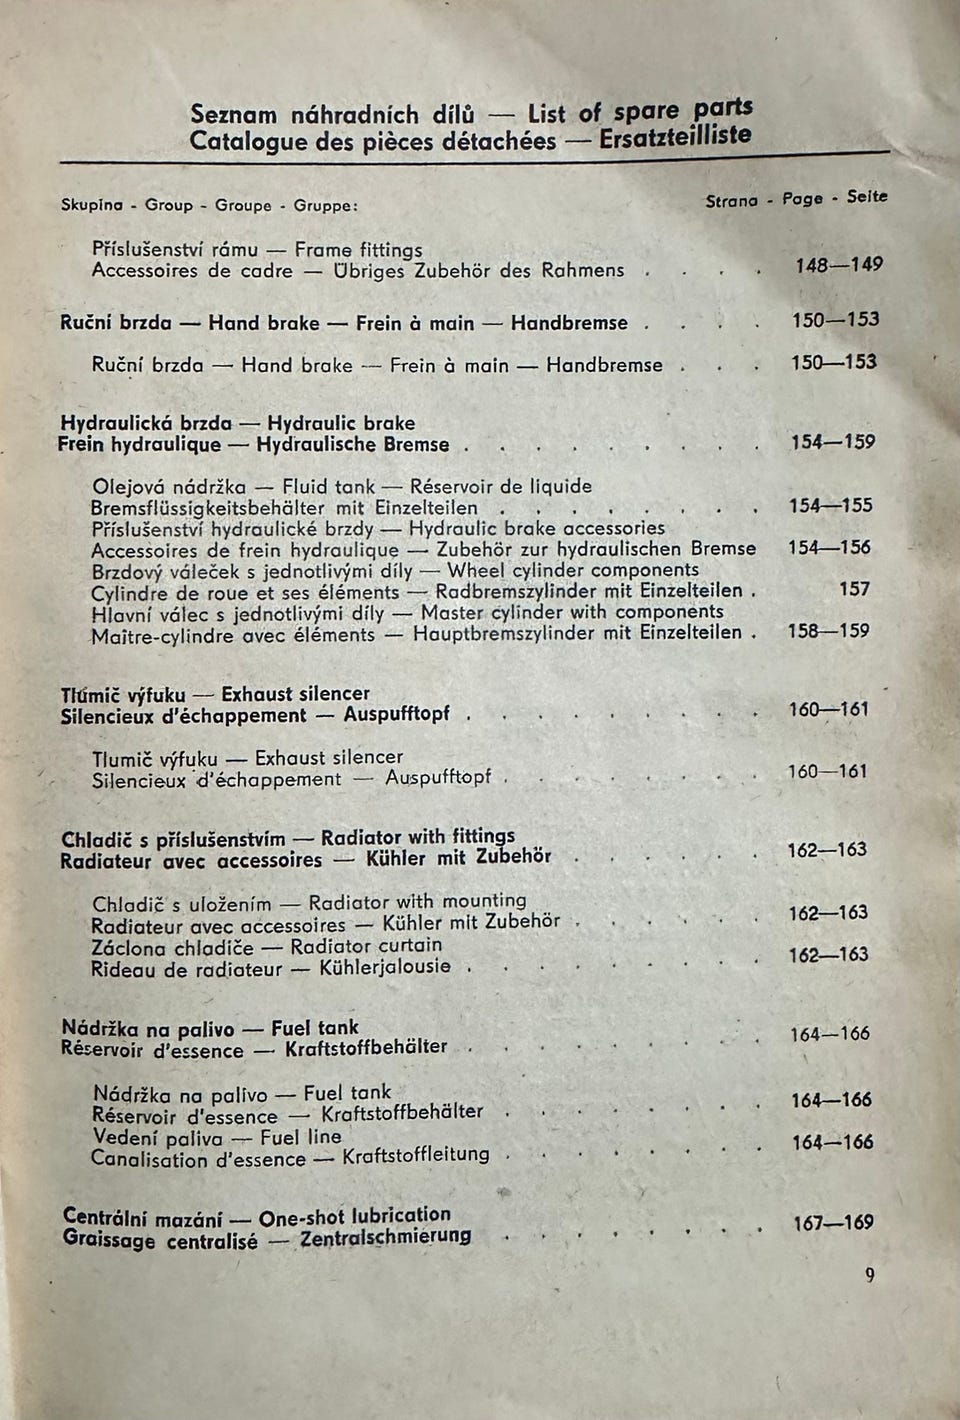 Seznam náhradních dílů — List of spare parts
Catalogue des pièces détachées — Ersatzteilliste
Skupina - Group - Groupe - Gruppe: Strana - Page - Seite
Příslušenství rámu — Frame fittings
Accessoires de cadre — Übriges Zubehör des Rahmens . . . . 148—149
Ruční brzda — Hand brake — Frein à main — Handbremse . . . . 150—153
Ruční brzda — Hand brake — Frein à main — Handbremse . . . 150—153
Hydraulická brzda — Hydraulic brake
Frein hydraulique — Hydraulische Bremse . . . . . . . . . 154—159
Olejová nádržka — Fluid tank — Réservoir de liquide
Bremsflüssigkeitsbehälter mit Einzelteilen . . . . . . . . 154—155
Příslušenství hydraulické brzdy — Hydraulic brake accessories
Accessoires de frein hydraulique — Zubehör zur hydraulischen Bremse 154—156
Brzdový váleček s jednotlivými díly — Wheel cylinder components
Cylindre de roue et ses éléments — Radbremszylinder mit Einzelteilen . 157
Hlavní válec s jednotlivými díly — Master cylinder with components
Maître-cylindre avec éléments — Hauptbremszylinder mit Einzelteilen . 158—159
Tlumič výfuku — Exhaust silencer
Silencieux d'échappement — Auspufftopf . . . . . . . . . 160—161
Tlumič výfuku — Exhaust silencer
Silencieux d'échappement — Auspufftopf . . . . . . . . 160—161
Chladič s příslušenstvím — Radiator with fittings
Radiateur avec accessoires — Kühler mit Zubehör . . . . . . 162—163
Chladič s uložením — Radiator with mounting
Radiateur avec accessoires — Kühler mit Zubehör . . . . . . 162—163
Záclona chladiče — Radiator curtain
Rideau de radiateur — Kühlerjalousie . . . . . . . . . 162—163
Nádržka na palivo — Fuel tank
Réservoir d'essence — Kraftstoffbehälter . . . . . . . . . 164—166
Nádržka na palivo — Fuel tank
Réservoir d'essence — Kraftstoffbehälter . . . . . . . . 164—166
Vedení paliva — Fuel line
Canalisation d'essence — Kraftstoffleitung . . . . . . . . 164—166
Centrální mazání — One-shot lubrication
Graissage centralisé — Zentralschmierung . . . . . . . . 167—169
9